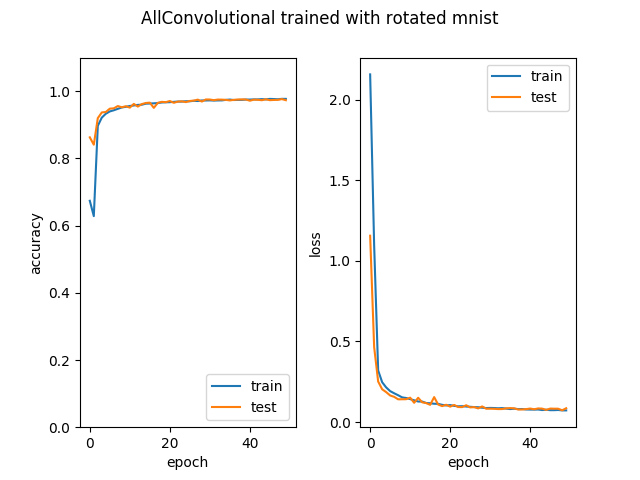 AllConvolutional trained with rotated mnist
1.0
0.8
0.6
0.4
0.2
0.0
accuracy
0
20
40
epoch
train
test
2.0
1.5
1.0
0.5
0.0
loss
0
20
40
epoch
train
test